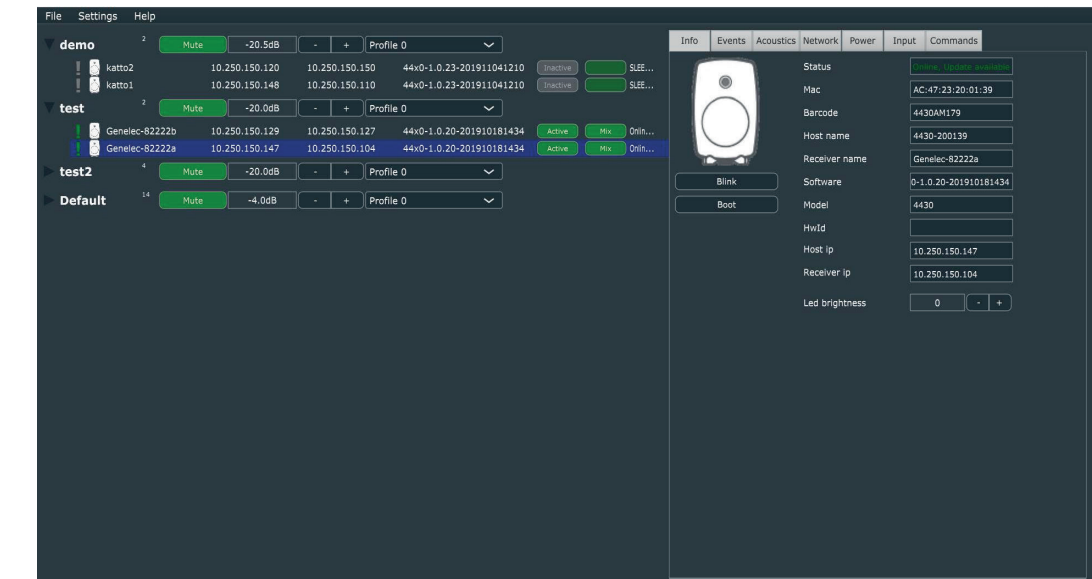 File Settings Help
demo 2 Mute -20.5dB - + Profile 0
katto2 10.250.150.120 10.250.150.150 44x0-1.0.23-201911041210 Inactive SLEE...
katto1 10.250.150.148 10.250.150.110 44x0-1.0.23-201911041210 Inactive SLEE...
test 2 Mute -20.0dB - + Profile 0
Genelec-82222b 10.250.150.129 10.250.150.127 44x0-1.0.20-201910181434 Active Mix Onlin...
Genelec-82222a 10.250.150.147 10.250.150.104 44x0-1.0.20-201910181434 Active Mix Onlin...
test2 4 Mute -20.0dB - + Profile 0
Default 14 Mute -4.0dB - + Profile 0
Info Events Acoustics Network Power Input Commands
Status Online, Update available
Mac AC:47:23:20:01:39
Barcode 4430AM179
Host name 4430-200139
Receiver name Genelec-82222a
Blink
Software 0-1.0.20-201910181434
Boot
Model 4430
HwId
Host ip 10.250.150.147
Receiver ip 10.250.150.104
Led brightness 0 - +